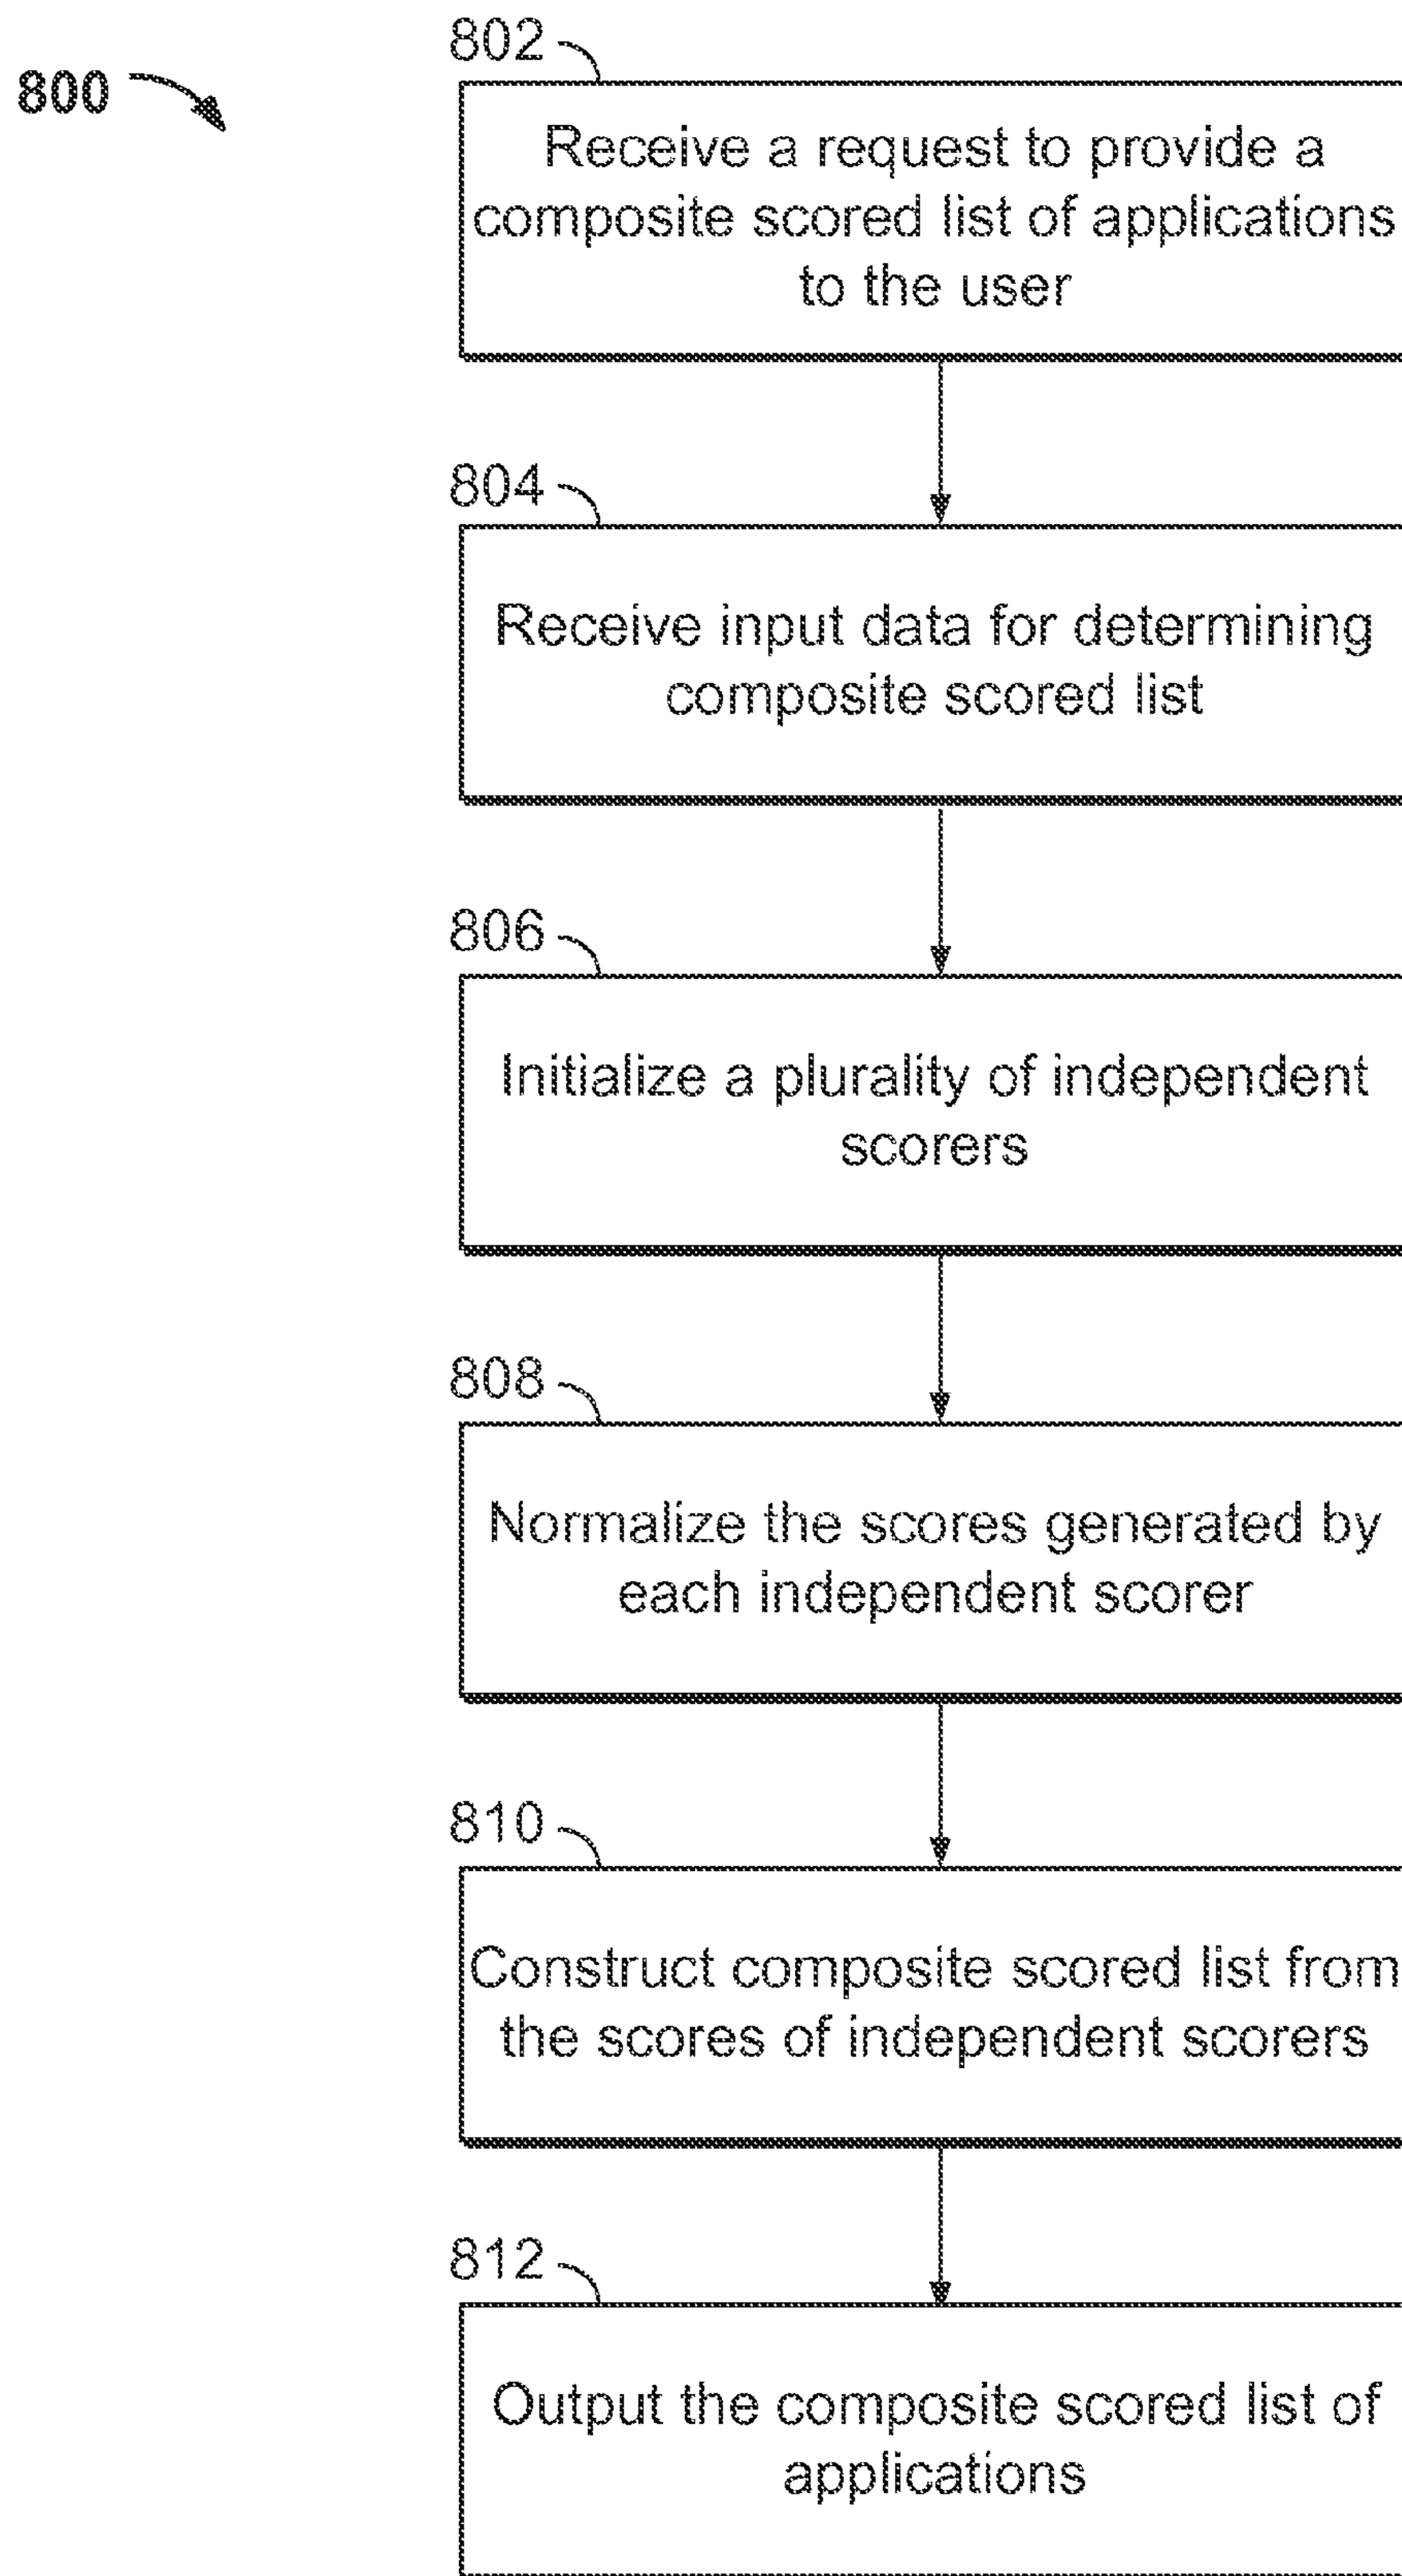 800
802
Receive a request to provide a
composite scored list of applications
to the user
804
Receive input data for determining
composite scored list
806
Initialize a plurality of independent
scorers
808
Normalize the scores generated by
each independent scorer
810
Construct composite scored list from
the scores of independent scorers
812
Output the composite scored list of
applications